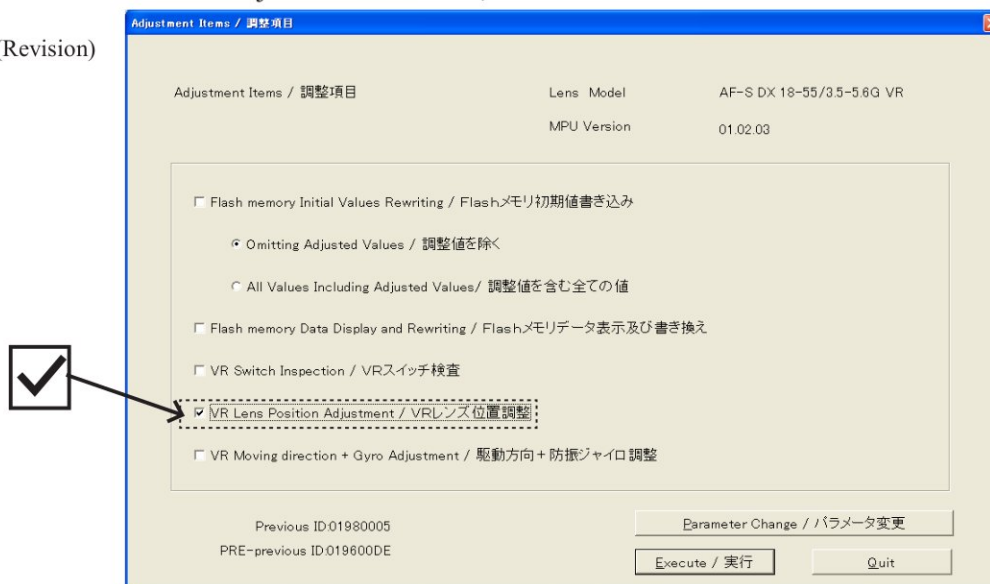 Adjustment Items / 調整項目
(Revision)
Adjustment Items / 調整項目
Lens Model
AF-S DX 18-55/3.5-5.6G VR
MPU Version
01.02.03
Flash memory Initial Values Rewriting / Flashメモリ初期値書き込み
Omitting Adjusted Values / 調整値を除く
All Values Including Adjusted Values/ 調整値を含む全ての値
Flash memory Data Display and Rewriting / Flashメモリデータ表示及び書き換え
VR Switch Inspection / VRスイッチ検査
VR Lens Position Adjustment / VRレンズ位置調整
VR Moving direction + Gyro Adjustment / 駆動方向+防振ジャイロ調整
Previous ID:01980005
PRE-previous ID:019600DE
Parameter Change / パラメータ変更
Execute / 実行
Quit